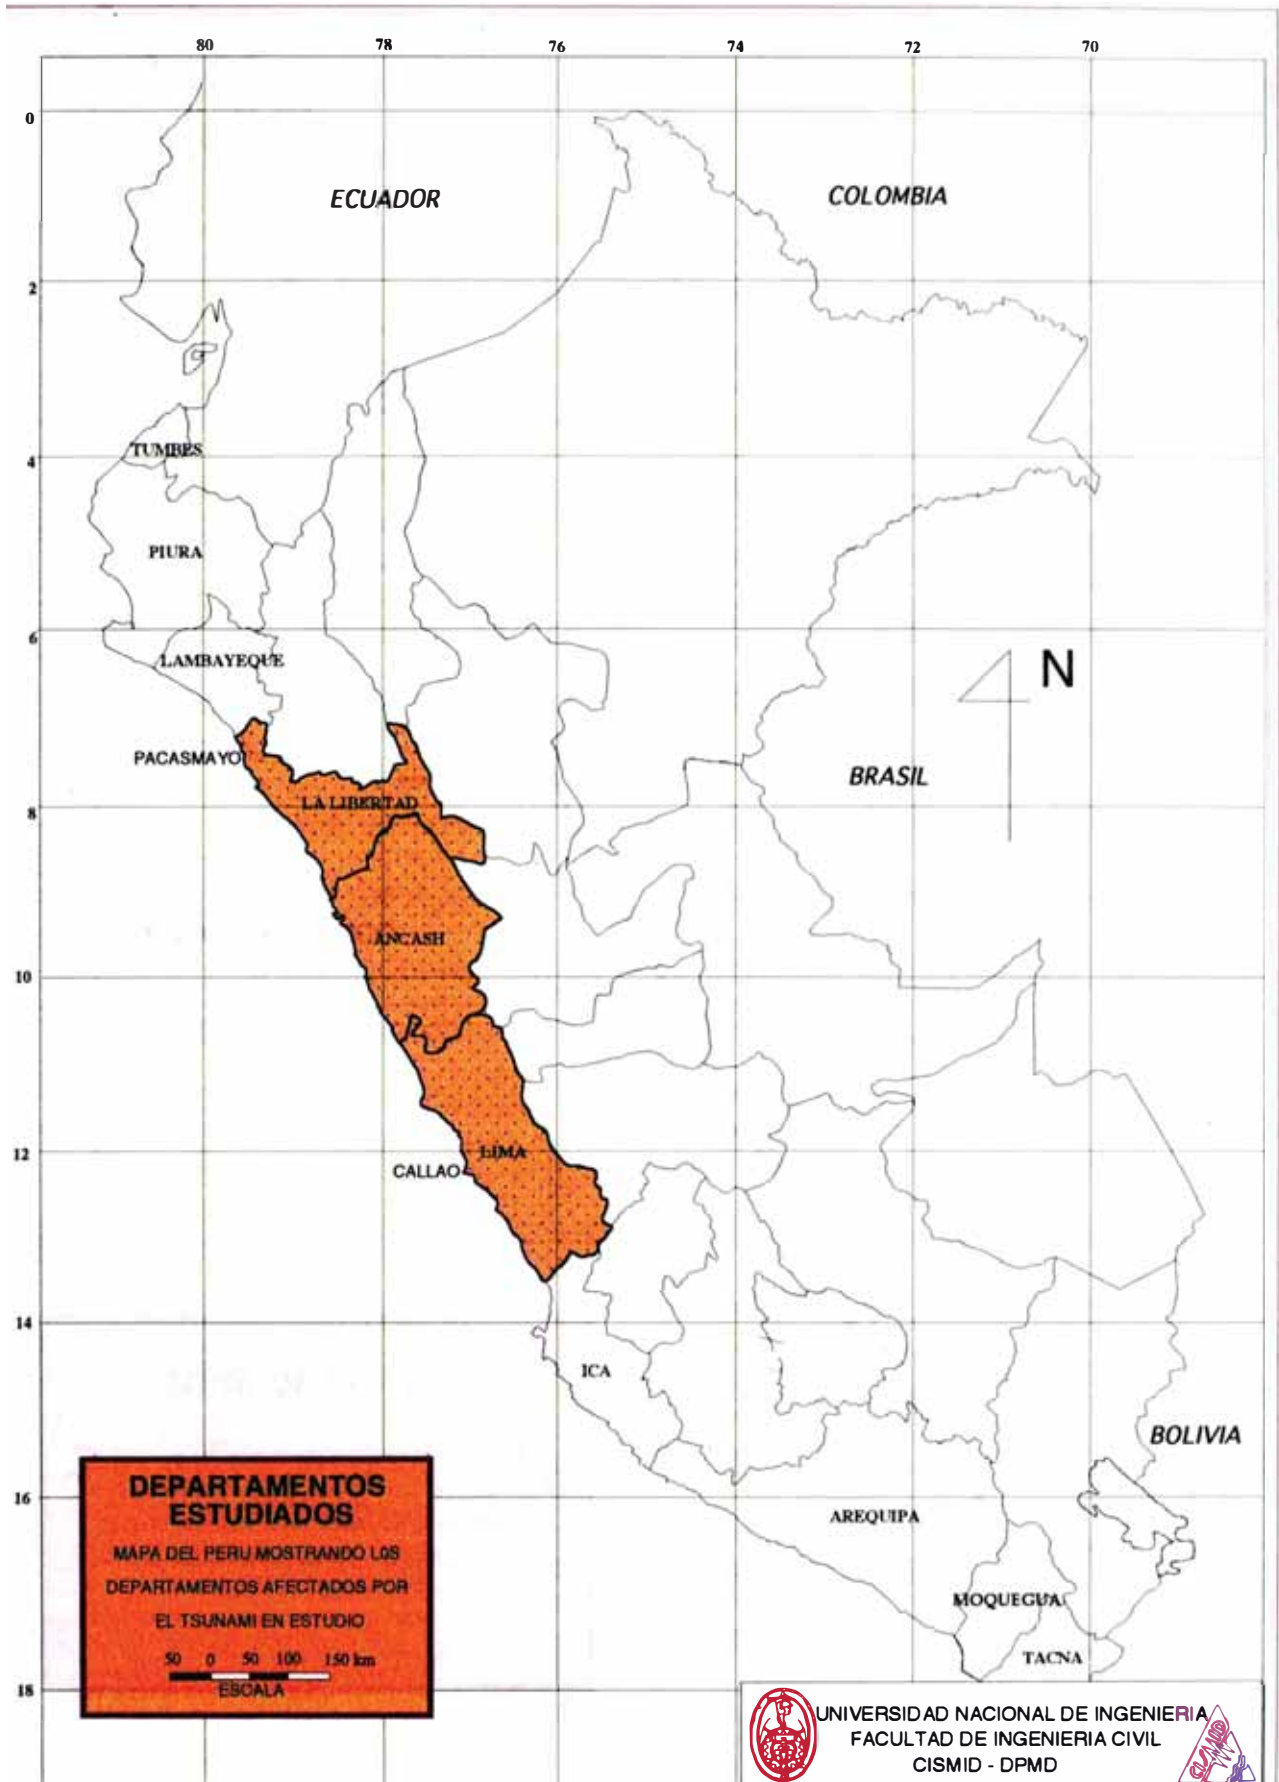 80 78 76 74 72 70
0
ECUADOR
COLOMBIA
2
TUMBES
4
PIURA
6
LAMBAYEQUE
N
PACASMAYO
BRASIL
LA LIBERTAD
8
ANCASH
10
LIMA
12
CALLAO
14
ICA
BOLIVIA
DEPARTAMENTOS
ESTUDIADOS
16
AREQUIPA
MAPA DEL PERU MOSTRANDO LOS
DEPARTAMENTOS AFECTADOS POR
EL TSUNAMI EN ESTUDIO
MOQUEGUA
TACNA
50 0 50 100 150 km
ESCALA
18
UNIVERSIDAD NACIONAL DE INGENIERIA
FACULTAD DE INGENIERIA CIVIL
CISMID - DPMD
CISMID